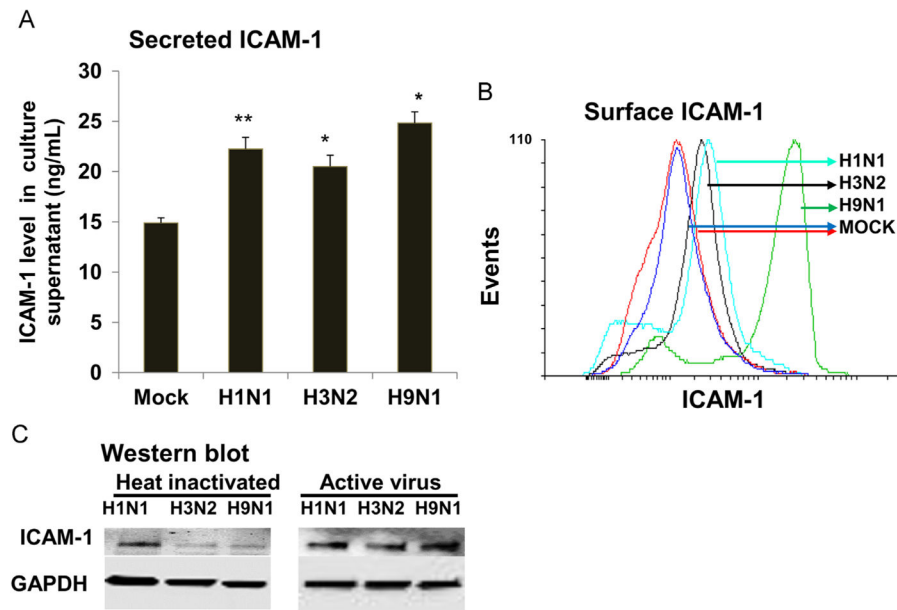 A
Secreted ICAM-1
ICAM-1 level in culture
supernatant (ng/mL)
30
25
20
15
10
5
0
**
*
*
Mock H1N1 H3N2 H9N1
B
Surface ICAM-1
110
Events
H1N1
H3N2
H9N1
MOCK
ICAM-1
C
Western blot
Heat inactivated Active virus
H1N1 H3N2 H9N1 H1N1 H3N2 H9N1
ICAM-1
GAPDH